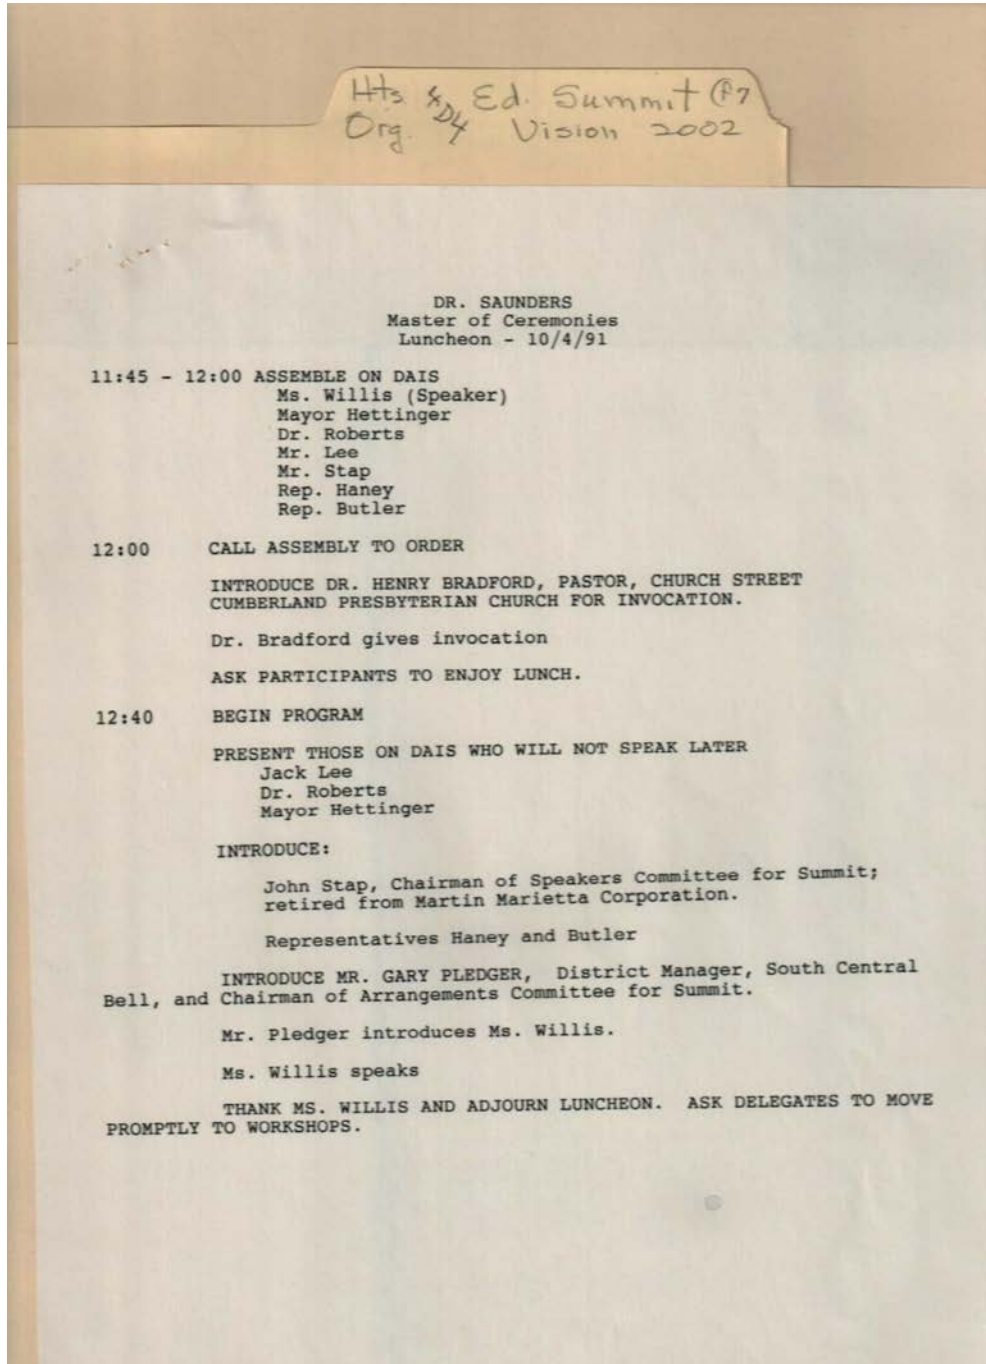 Hts. & Ed. Summit
Org. D4 Vision 2002
DR. SAUNDERS
Master of Ceremonies
Luncheon - 10/4/91
11:45 - 12:00 ASSEMBLE ON DAIS
Ms. Willis (Speaker)
Mayor Hettinger
Dr. Roberts
Mr. Lee
Mr. Stap
Rep. Haney
Rep. Butler
12:00 CALL ASSEMBLY TO ORDER
INTRODUCE DR. HENRY BRADFORD, PASTOR, CHURCH STREET
CUMBERLAND PRESBYTERIAN CHURCH FOR INVOCATION.
Dr. Bradford gives invocation
ASK PARTICIPANTS TO ENJOY LUNCH.
12:40 BEGIN PROGRAM
PRESENT THOSE ON DAIS WHO WILL NOT SPEAK LATER
Jack Lee
Dr. Roberts
Mayor Hettinger
INTRODUCE:
John Stap, Chairman of Speakers Committee for Summit;
retired from Martin Marietta Corporation.
Representatives Haney and Butler
INTRODUCE MR. GARY PLEDGER, District Manager, South Central
Bell, and Chairman of Arrangements Committee for Summit.
Mr. Pledger introduces Ms. Willis.
Ms. Willis speaks
THANK MS. WILLIS AND ADJOURN LUNCHEON. ASK DELEGATES TO MOVE
PROMPTLY TO WORKSHOPS.